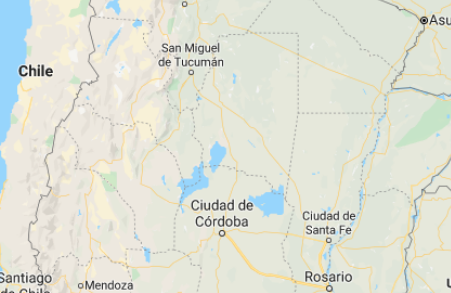 Asu
San Miguel
de Tucumán
Chile
Ciudad de
Córdoba
Ciudad de
Santa Fe
Santiago
de Chile
Mendoza
Rosario